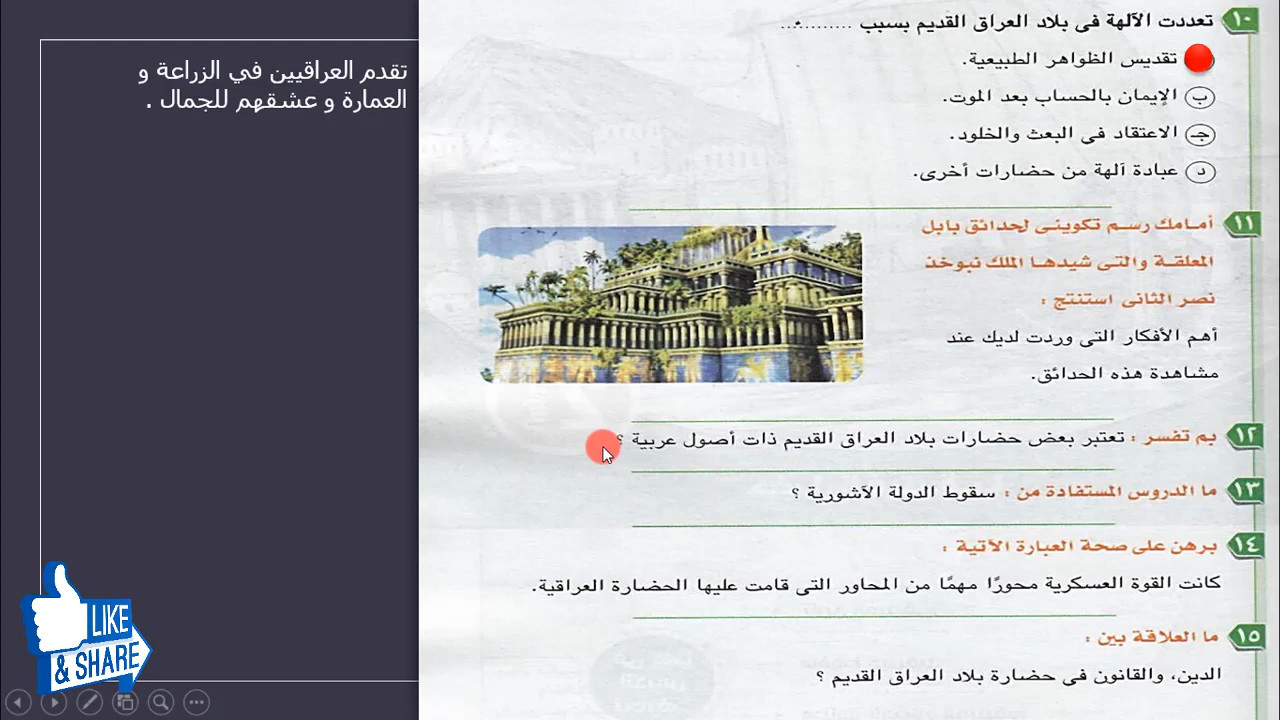 تقدم العراقيين في الزراعة و
العمارة و عشقهم للجمال .
١٠ تعددت الآلهة فى بلاد العراق القديم بسبب ............
تقديس الظواهر الطبيعية.
ب الإيمان بالحساب بعد الموت.
جـ الاعتقاد فى البعث والخلود.
د عبادة آلهة من حضارات أخرى.
١١ أمامك رسم تكوينى لحدائق بابل
المعلقة والتى شيدها الملك نبوخذ
نصر الثانى استنتج :
أهم الأفكار التى وردت لديك عند
مشاهدة هذه الحدائق.
١٢ بم تفسر : تعتبر بعض حضارات بلاد العراق القديم ذات أصول عربية ؟
١٣ ما الدروس المستفادة من : سقوط الدولة الآشورية ؟
١٤ برهن على صحة العبارة الآتية :
كانت القوة العسكرية محورًا مهمًا من المحاور التى قامت عليها الحضارة العراقية.
١٥ ما العلاقة بين :
الدين، والقانون فى حضارة بلاد العراق القديم ؟
LIKE
& SHARE